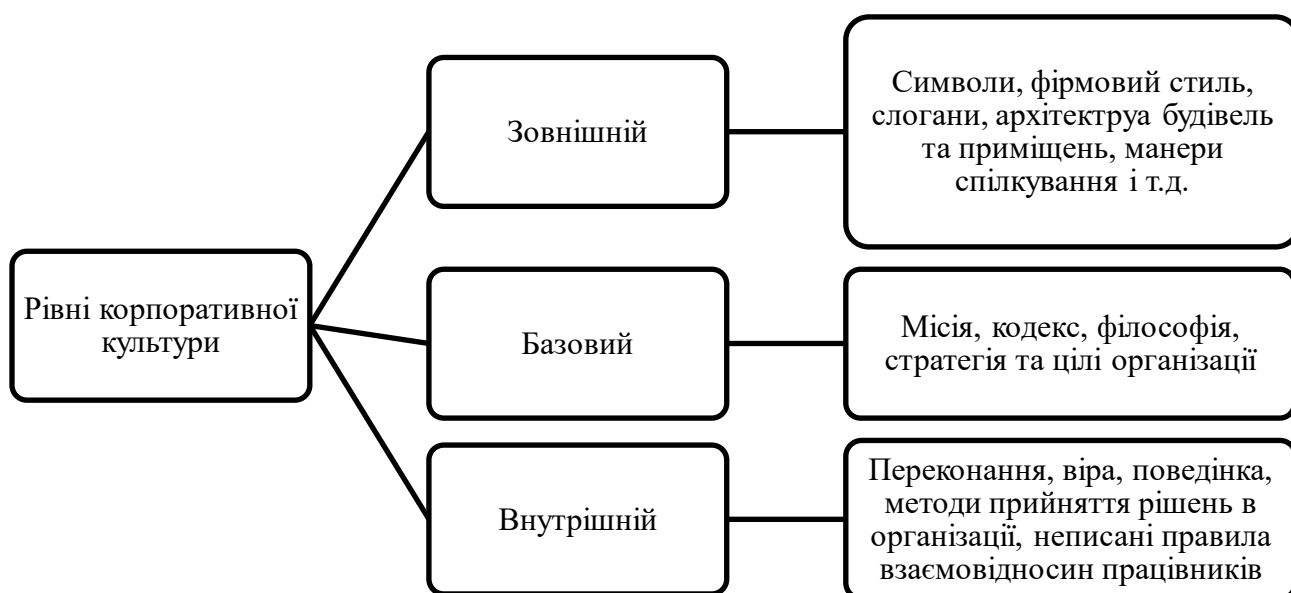 Рівні корпоративної
культури
Зовнішній
Символи, фірмовий стиль,
слогани, архітектруа будівель
та приміщень, манери
спілкування і т.д.
Базовий
Місія, кодекс, філософія,
стратегія та цілі організації
Внутрішній
Переконання, віра, поведінка,
методи прийняття рішень в
організації, неписані правила
взаємовідносин працівників